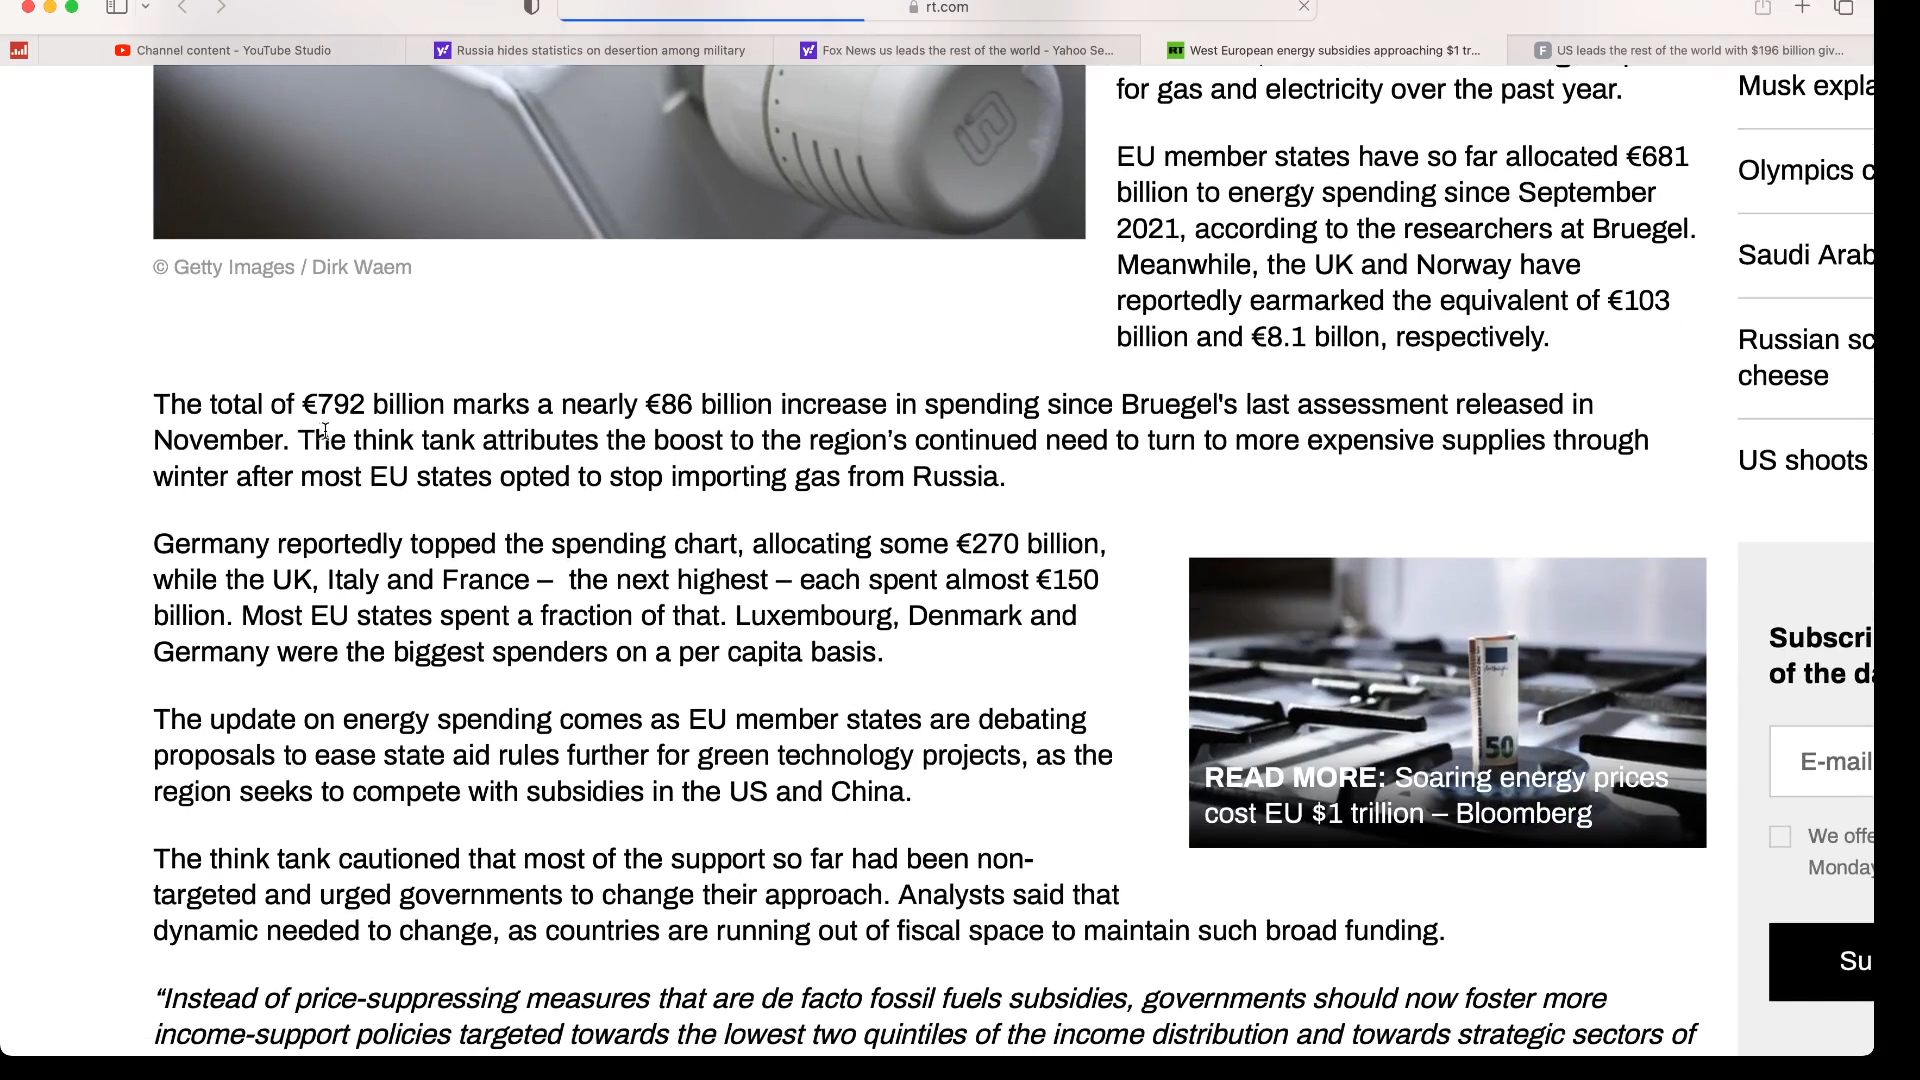 rt.com
Channel content - YouTube Studio
Russia hides statistics on desertion among military
Fox News us leads the rest of the world - Yahoo Se...
West European energy subsidies approaching $1 tr...
US leads the rest of the world with $196 billion giv...
for gas and electricity over the past year.
EU member states have so far allocated €681
billion to energy spending since September
2021, according to the researchers at Bruegel.
Meanwhile, the UK and Norway have
reportedly earmarked the equivalent of €103
billion and €8.1 billon, respectively.
© Getty Images / Dirk Waem
The total of €792 billion marks a nearly €86 billion increase in spending since Bruegel's last assessment released in
November. The think tank attributes the boost to the region’s continued need to turn to more expensive supplies through
winter after most EU states opted to stop importing gas from Russia.
Germany reportedly topped the spending chart, allocating some €270 billion,
while the UK, Italy and France – the next highest – each spent almost €150
billion. Most EU states spent a fraction of that. Luxembourg, Denmark and
Germany were the biggest spenders on a per capita basis.
50
READ MORE: Soaring energy prices
cost EU $1 trillion – Bloomberg
The update on energy spending comes as EU member states are debating
proposals to ease state aid rules further for green technology projects, as the
region seeks to compete with subsidies in the US and China.
The think tank cautioned that most of the support so far had been non-
targeted and urged governments to change their approach. Analysts said that
dynamic needed to change, as countries are running out of fiscal space to maintain such broad funding.
“Instead of price-suppressing measures that are de facto fossil fuels subsidies, governments should now foster more
income-support policies targeted towards the lowest two quintiles of the income distribution and towards strategic sectors of
Musk expla
Olympics c
Saudi Arab
Russian sc
cheese
US shoots
Subscri
of the da
E-mail
We offe
Monday
Su